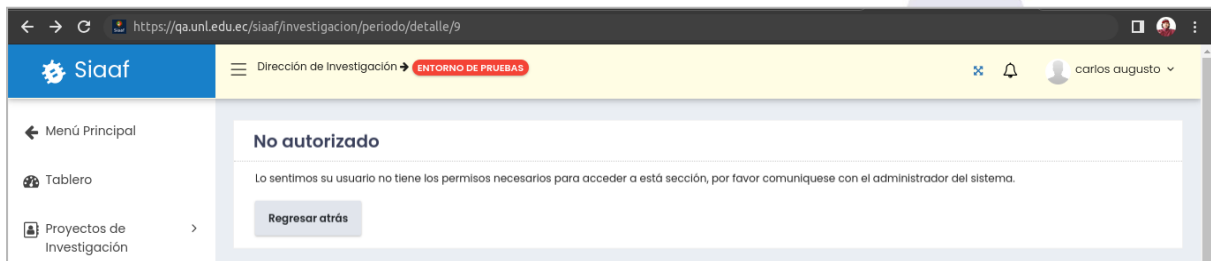 https://qa.unl.edu.ec/siaaf/investigacion/periodo/detalle/9
Siaaf
Dirección de Investigación ENTORNO DE PRUEBAS
carlos augusto
Menú Principal
Tablero
Proyectos de
Investigación
No autorizado
Lo sentimos su usuario no tiene los permisos necesarios para acceder a está sección, por favor comuniquese con el administrador del sistema.
Regresar atrás